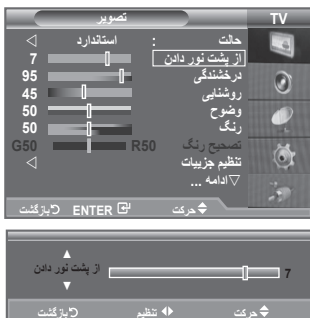 تصویر TV
حالت : استاندارد ◁
از پشت نور دادن 7
درخشندگی 95
روشنایی 45
وضوح 50
رنگ 50
تصحیح رنگ G50 R50
تنظیم جزییات ◁
▽ادامه ...
حرکت ENTER بازگشت
▲
از پشت نور دادن 7
▼
حرکت تنظیم بازگشت